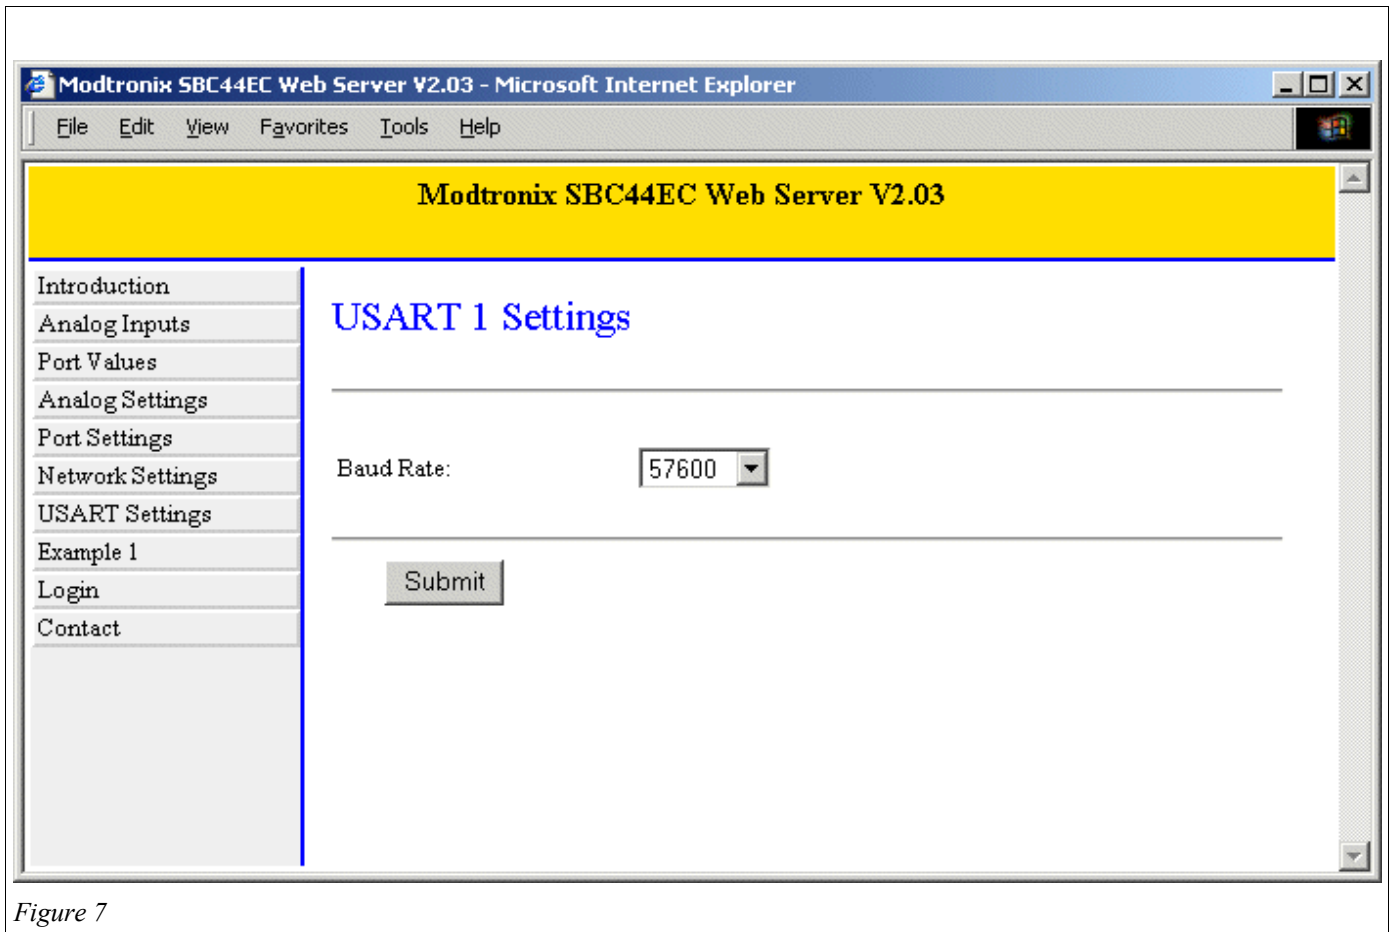 Modtronix SBC44EC Web Server V2.03 - Microsoft Internet Explorer
File Edit View Favorites Tools Help
Modtronix SBC44EC Web Server V2.03
Introduction
Analog Inputs
Port Values
Analog Settings
Port Settings
Network Settings
USART Settings
Example 1
Login
Contact
USART 1 Settings
Baud Rate: 57600
Submit
Figure 7